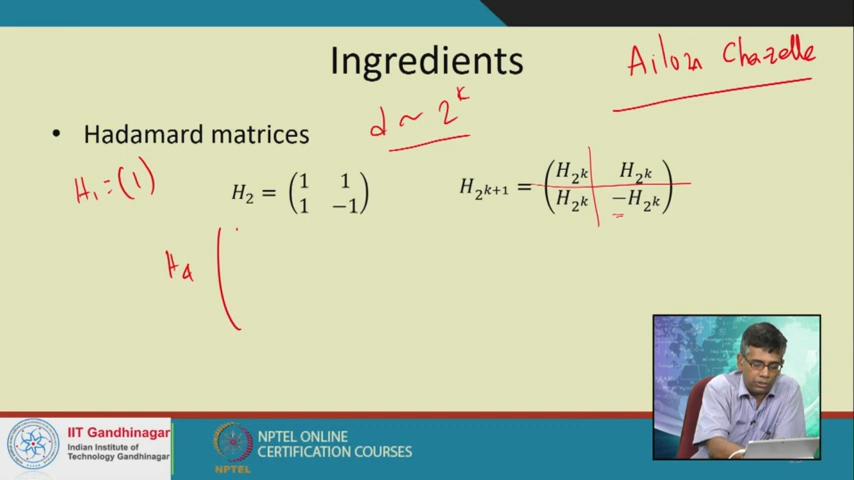 Ingredients
Ailon Chazelle
d ~ 2^k
• Hadamard matrices
H₁ = (1)
H₂ = (1 1
1 −1)
H_{2^{k+1}} = (H_{2^k} H_{2^k}
H_{2^k} −H_{2^k})
H₄ (
IIT Gandhinagar
Indian Institute of
Technology Gandhinagar
NPTEL
NPTEL ONLINE
CERTIFICATION COURSES